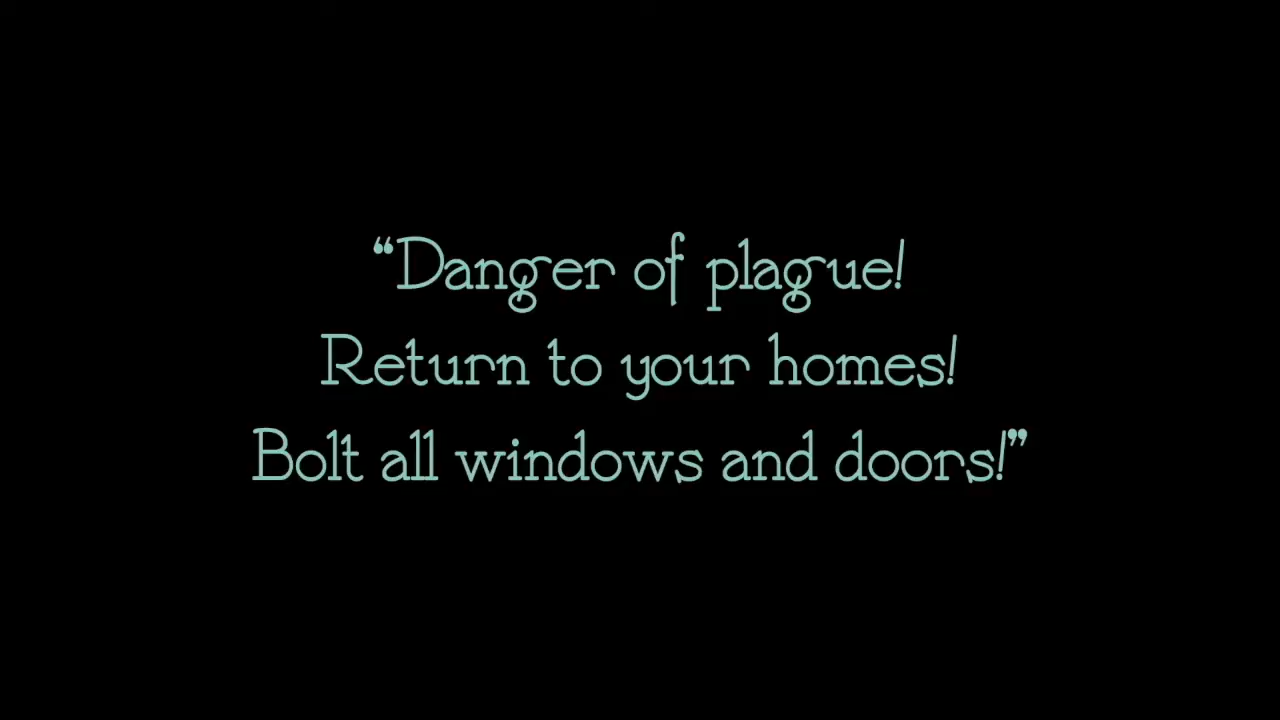 “Danger of plague!
Return to your homes!
Bolt all windows and doors!”